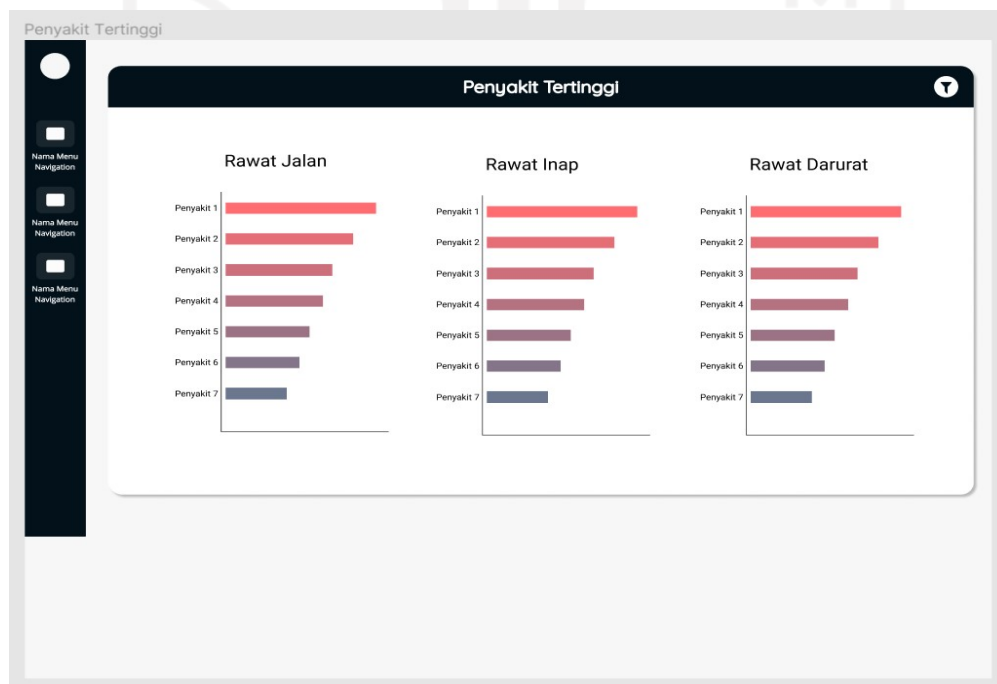 Penyakit Tertinggi
Nama Menu
Navigation
Nama Menu
Navigation
Nama Menu
Navigation
Penyakit Tertinggi
Rawat Jalan
Penyakit 1
Penyakit 2
Penyakit 3
Penyakit 4
Penyakit 5
Penyakit 6
Penyakit 7
Rawat Inap
Penyakit 1
Penyakit 2
Penyakit 3
Penyakit 4
Penyakit 5
Penyakit 6
Penyakit 7
Rawat Darurat
Penyakit 1
Penyakit 2
Penyakit 3
Penyakit 4
Penyakit 5
Penyakit 6
Penyakit 7